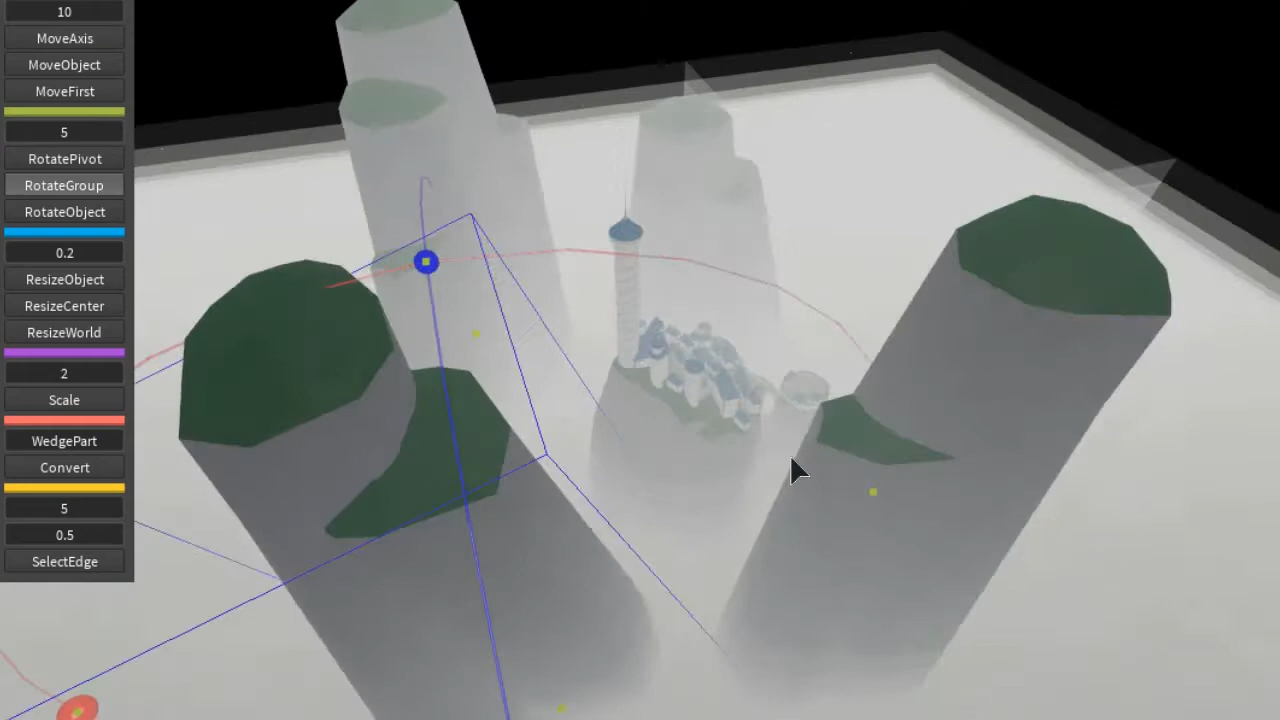 10
MoveAxis
MoveObject
MoveFirst
5
RotatePivot
RotateGroup
RotateObject
0.2
ResizeObject
ResizeCenter
ResizeWorld
2
Scale
WedgePart
Convert
5
0.5
SelectEdge